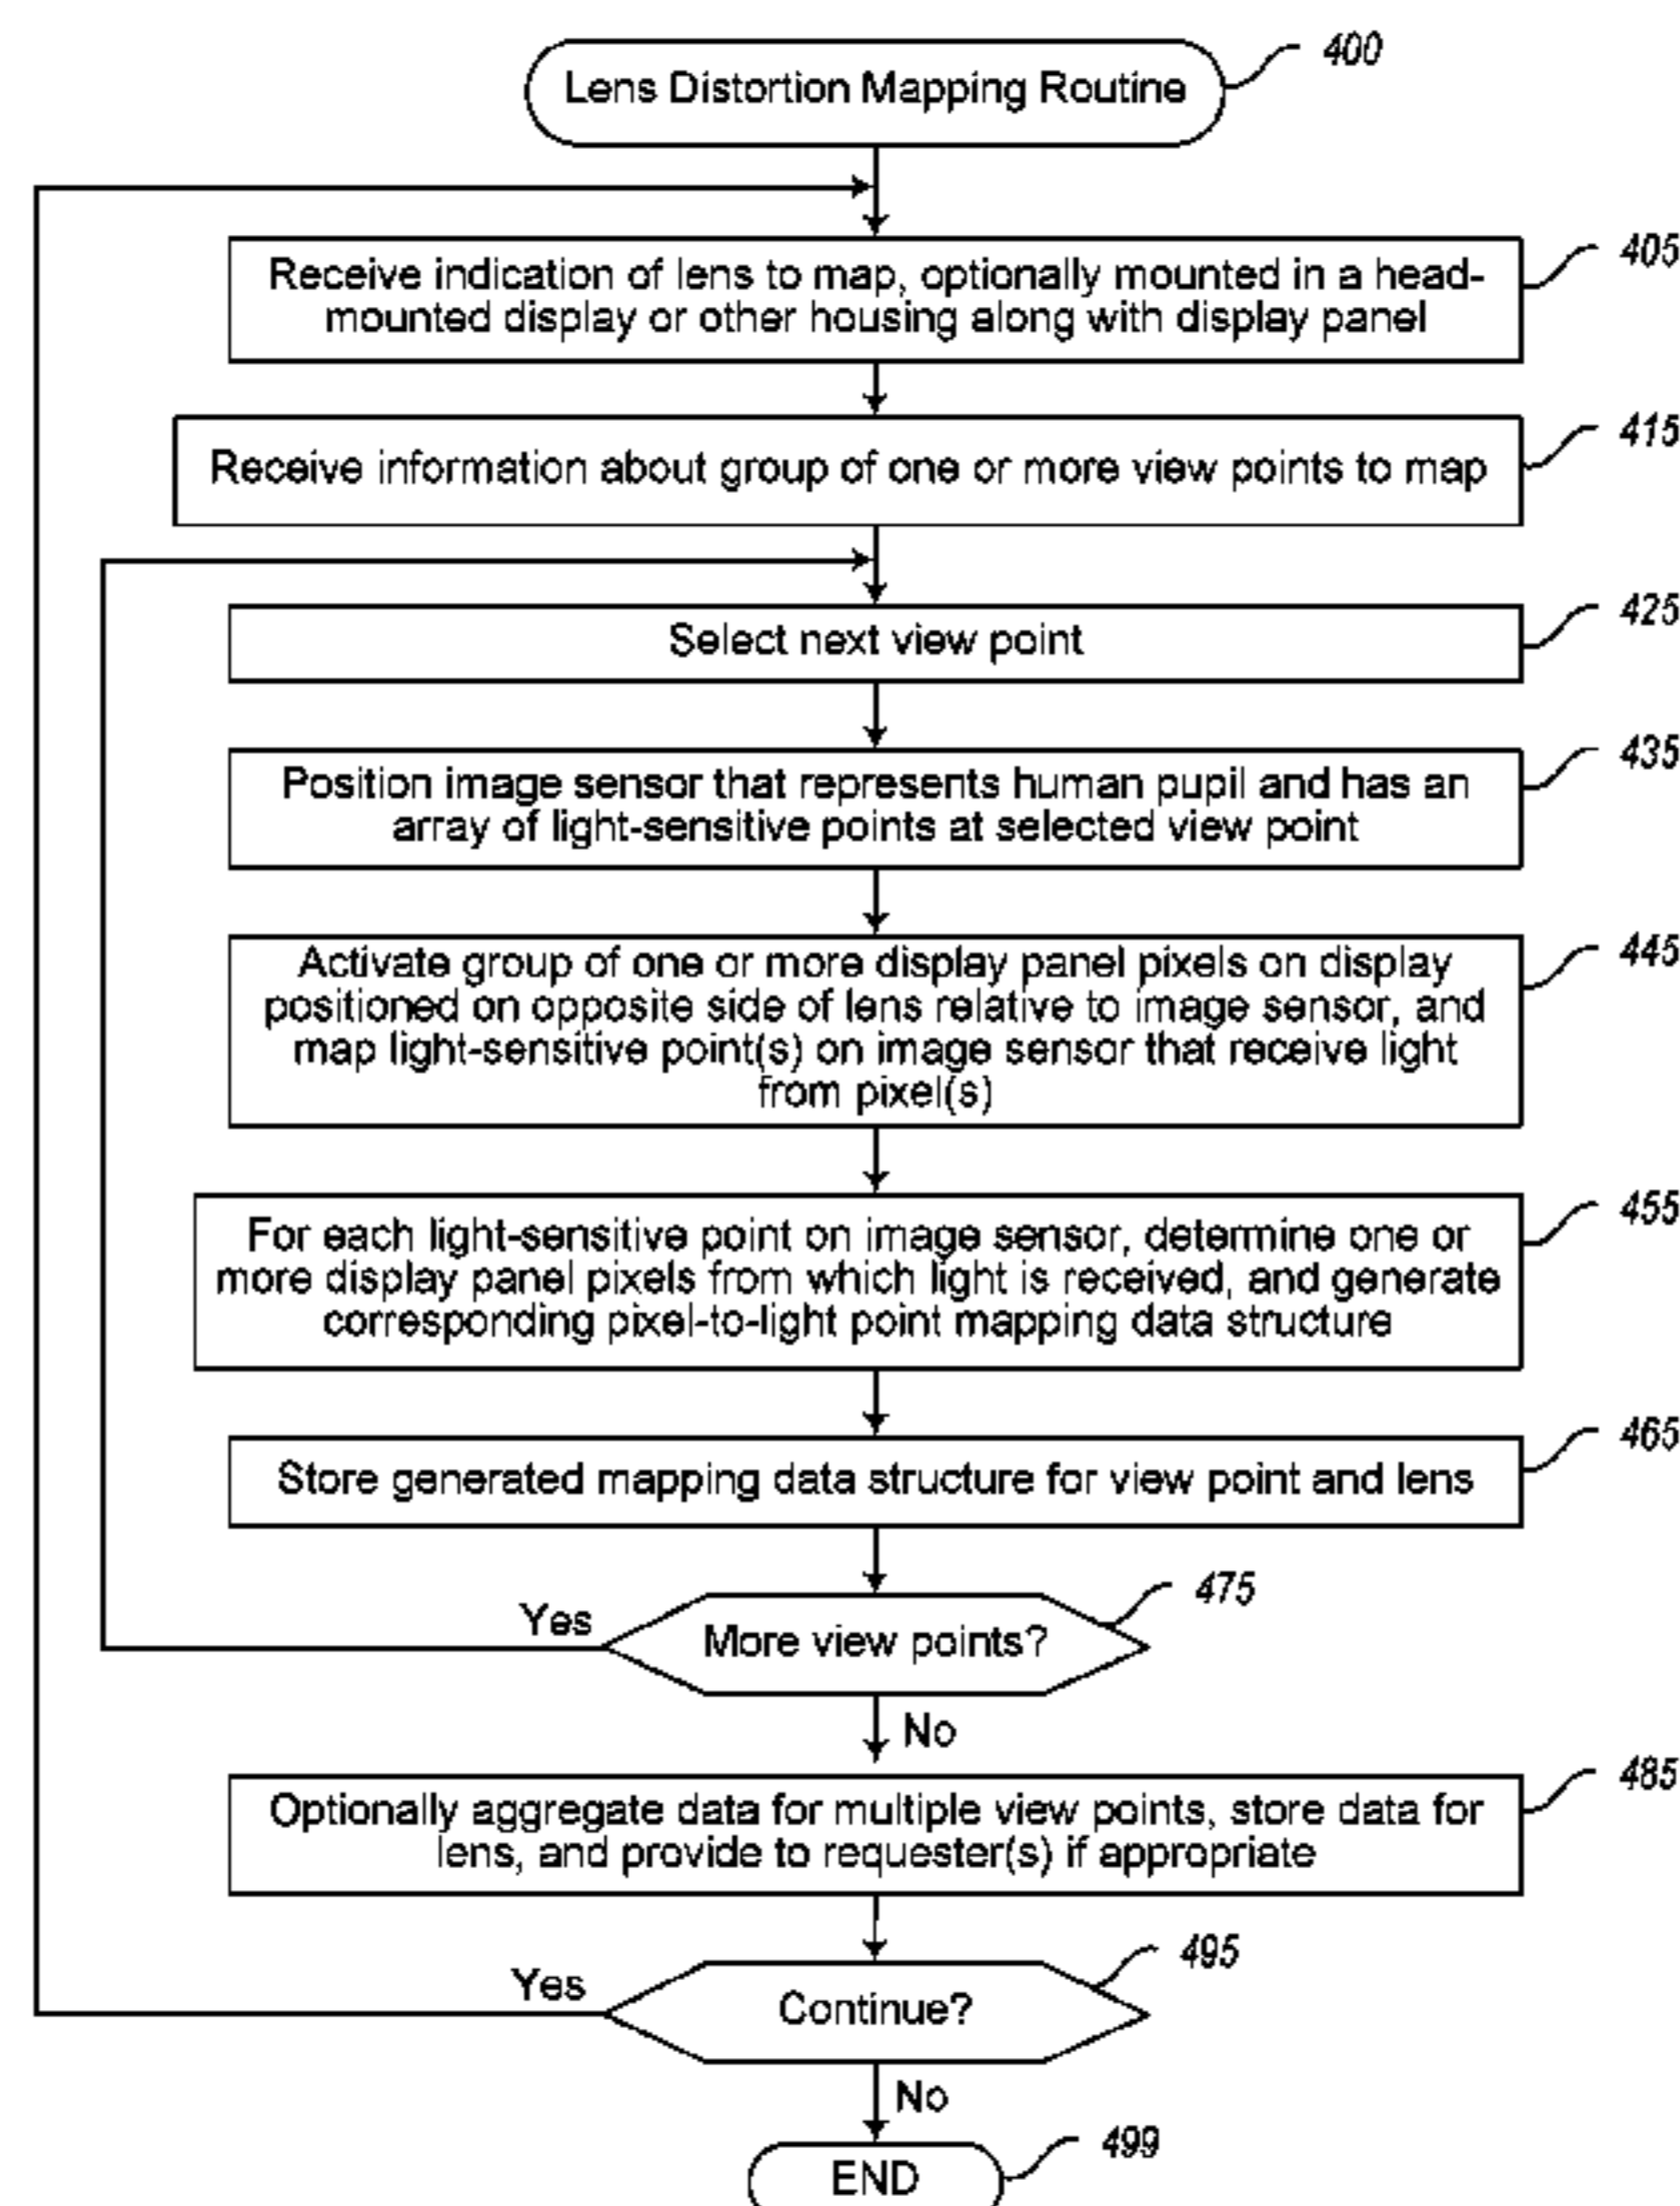 400
Lens Distortion Mapping Routine
405
Receive indication of lens to map, optionally mounted in a head-
mounted display or other housing along with display panel
415
Receive information about group of one or more view points to map
425
Select next view point
435
Position image sensor that represents human pupil and has an
array of light-sensitive points at selected view point
445
Activate group of one or more display panel pixels on display
positioned on opposite side of lens relative to image sensor, and
map light-sensitive point(s) on image sensor that receive light
from pixel(s)
455
For each light-sensitive point on image sensor, determine one or
more display panel pixels from which light is received, and generate
corresponding pixel-to-light point mapping data structure
465
Store generated mapping data structure for view point and lens
475
Yes
More view points?
No
485
Optionally aggregate data for multiple view points, store data for
lens, and provide to requester(s) if appropriate
495
Yes
Continue?
No
499
END